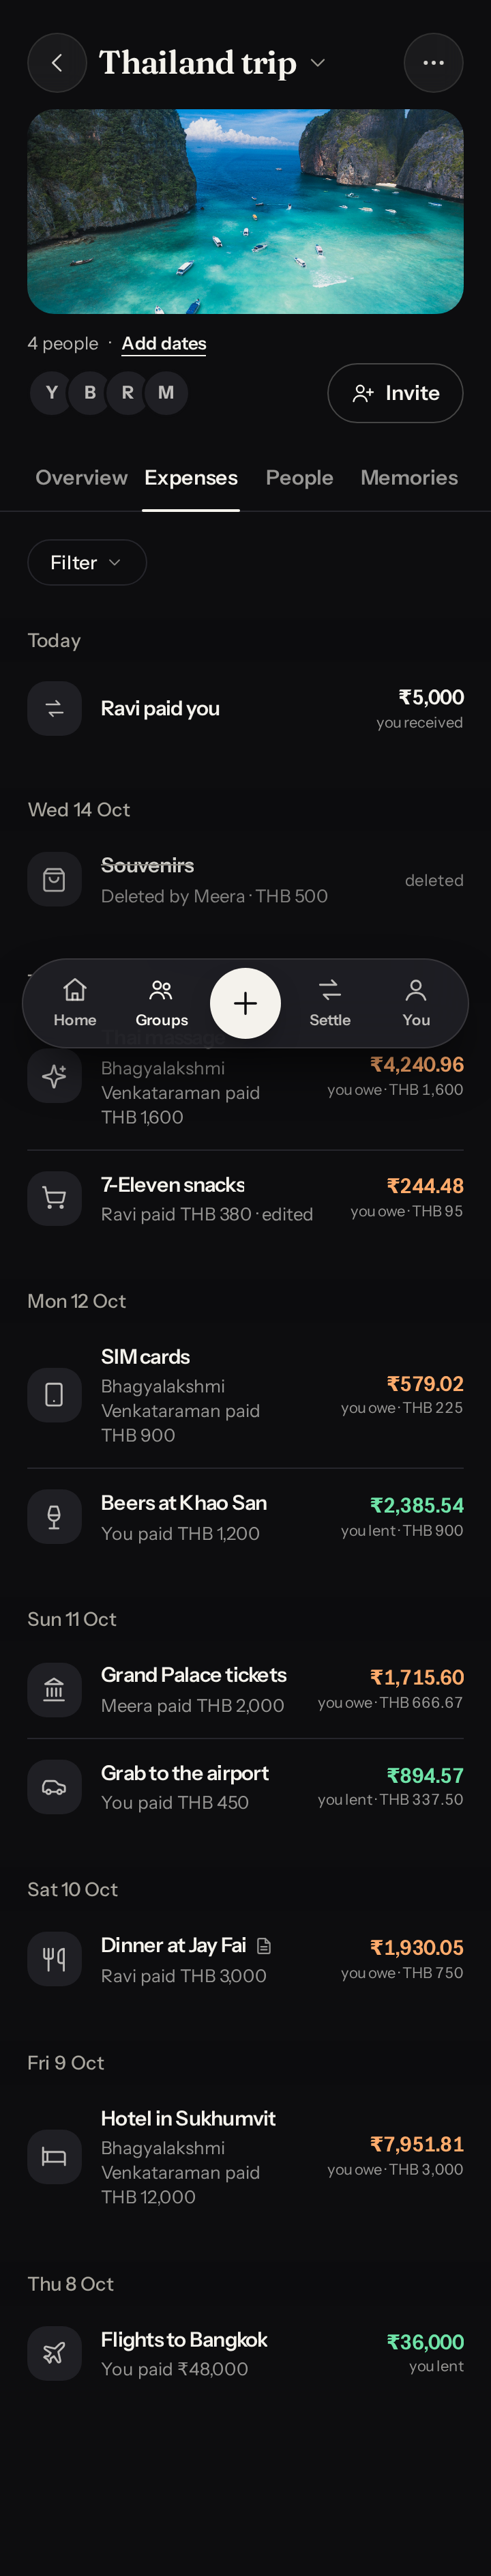 Thailand trip
4 people · Add dates
Y B R M
Invite
Overview Expenses People Memories
Filter
Today
Ravi paid you
₹5,000
you received
Wed 14 Oct
Souvenirs
Deleted by Meera · THB 500
deleted
Home
Groups
Settle
You
Thai massage
Bhagyalakshmi
Venkataraman paid
THB 1,600
₹4,240.96
you owe · THB 1,600
7-Eleven snacks
Ravi paid THB 380 · edited
₹244.48
you owe · THB 95
Mon 12 Oct
SIM cards
Bhagyalakshmi
Venkataraman paid
THB 900
₹579.02
you owe · THB 225
Beers at Khao San
You paid THB 1,200
₹2,385.54
you lent · THB 900
Sun 11 Oct
Grand Palace tickets
Meera paid THB 2,000
₹1,715.60
you owe · THB 666.67
Grab to the airport
You paid THB 450
₹894.57
you lent · THB 337.50
Sat 10 Oct
Dinner at Jay Fai
Ravi paid THB 3,000
₹1,930.05
you owe · THB 750
Fri 9 Oct
Hotel in Sukhumvit
Bhagyalakshmi
Venkataraman paid
THB 12,000
₹7,951.81
you owe · THB 3,000
Thu 8 Oct
Flights to Bangkok
You paid ₹48,000
₹36,000
you lent